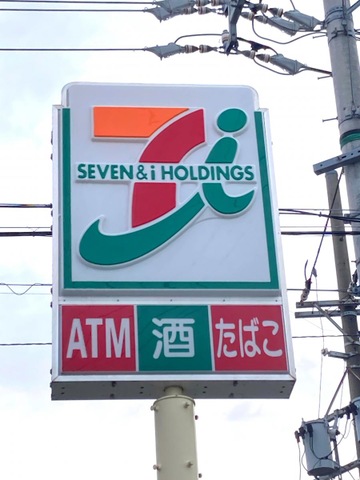 SEVEN & i HOLDINGS
ATM 酒 たばこ